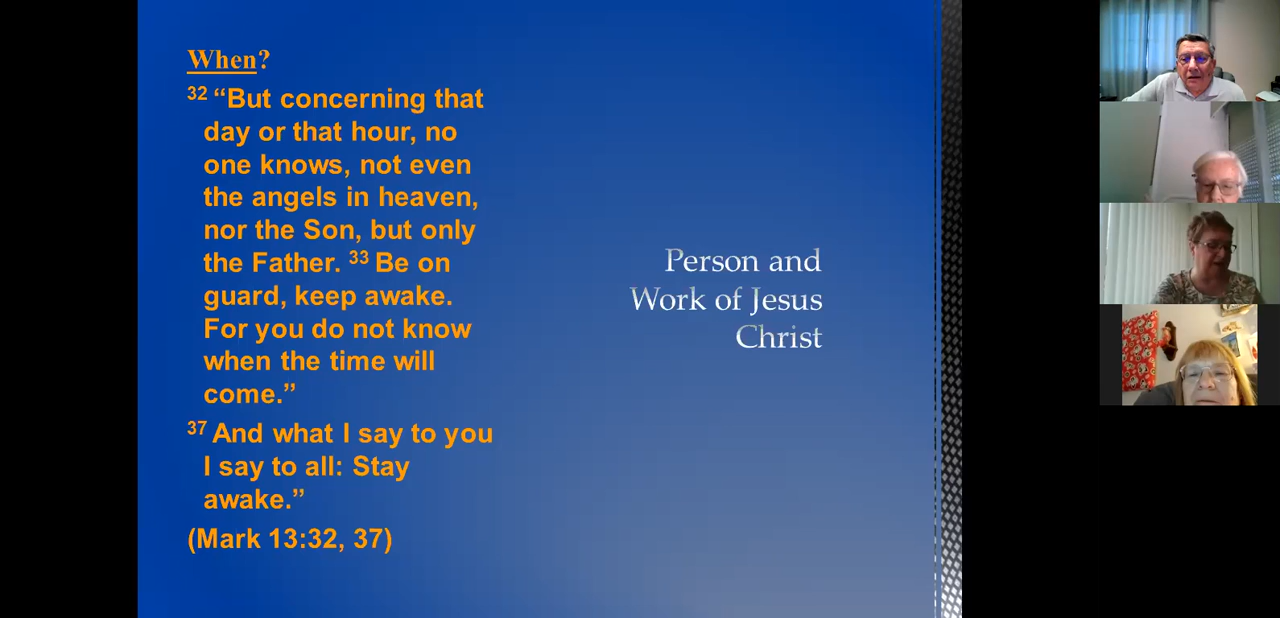 When?
32 “But concerning that
day or that hour, no
one knows, not even
the angels in heaven,
nor the Son, but only
the Father. 33 Be on
guard, keep awake.
For you do not know
when the time will
come.”
37 And what I say to you
I say to all: Stay
awake.”
(Mark 13:32, 37)
Person and
Work of Jesus
Christ